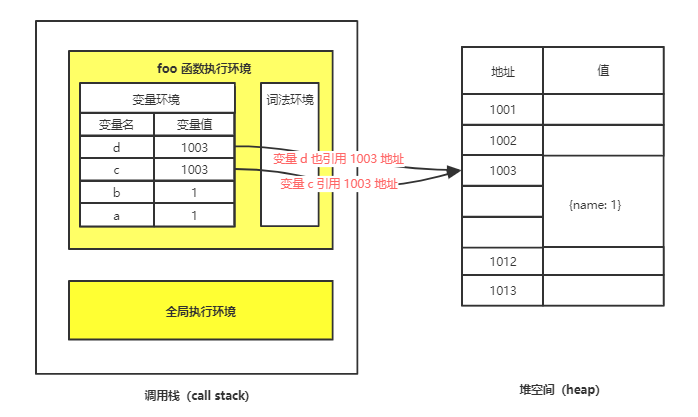 foo 函数执行环境
变量环境
变量名 变量值
d 1003
c 1003
b 1
a 1
词法环境
变量 d 也引用 1003 地址
变量 c 引用 1003 地址
全局执行环境
调用栈（call stack）
地址 值
1001
1002
1003
{name: 1}
1012
1013
堆空间（heap）